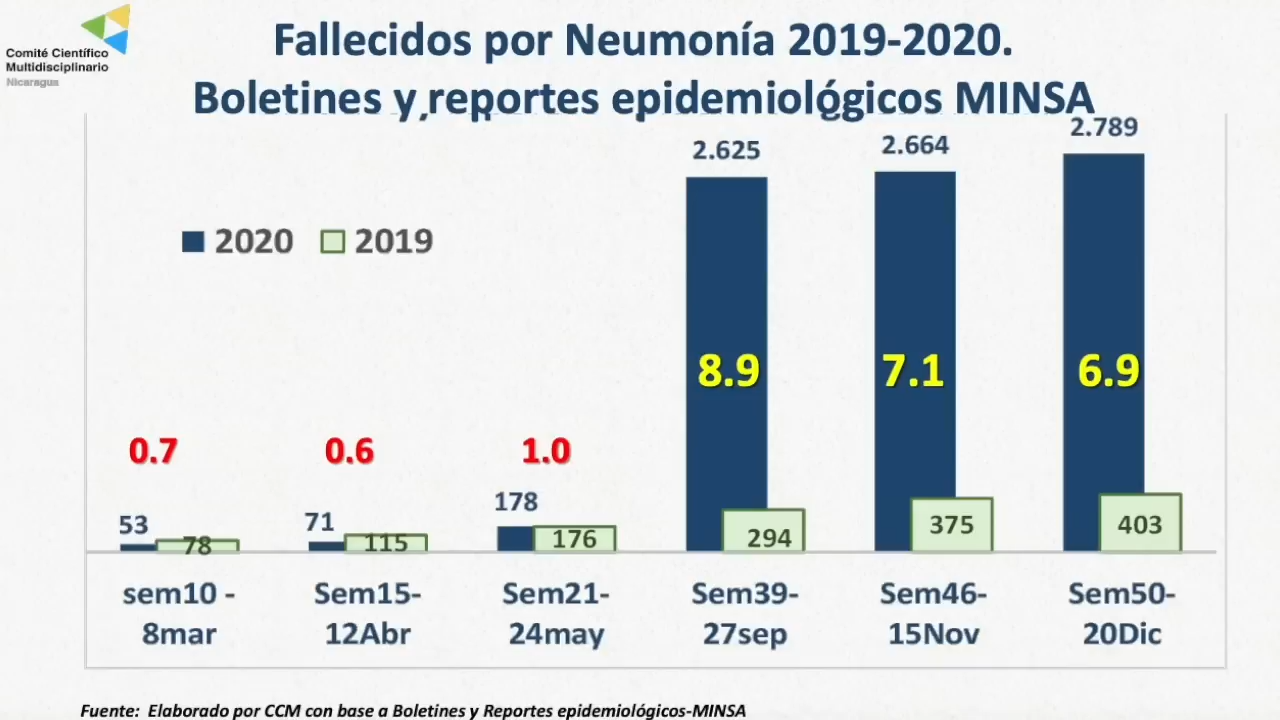 Comité Científico
Multidisciplinario
Nicaragua
Fallecidos por Neumonía 2019-2020.
Boletines y reportes epidemiológicos MINSA
2.625
2.664
2.789
2020
2019
8.9
7.1
6.9
0.7
0.6
1.0
53
78
71
115
178
176
294
375
403
sem10 -
8mar
Sem15-
12Abr
Sem21-
24may
Sem39-
27sep
Sem46-
15Nov
Sem50-
20Dic
Fuente: Elaborado por CCM con base a Boletines y Reportes epidemiológicos-MINSA